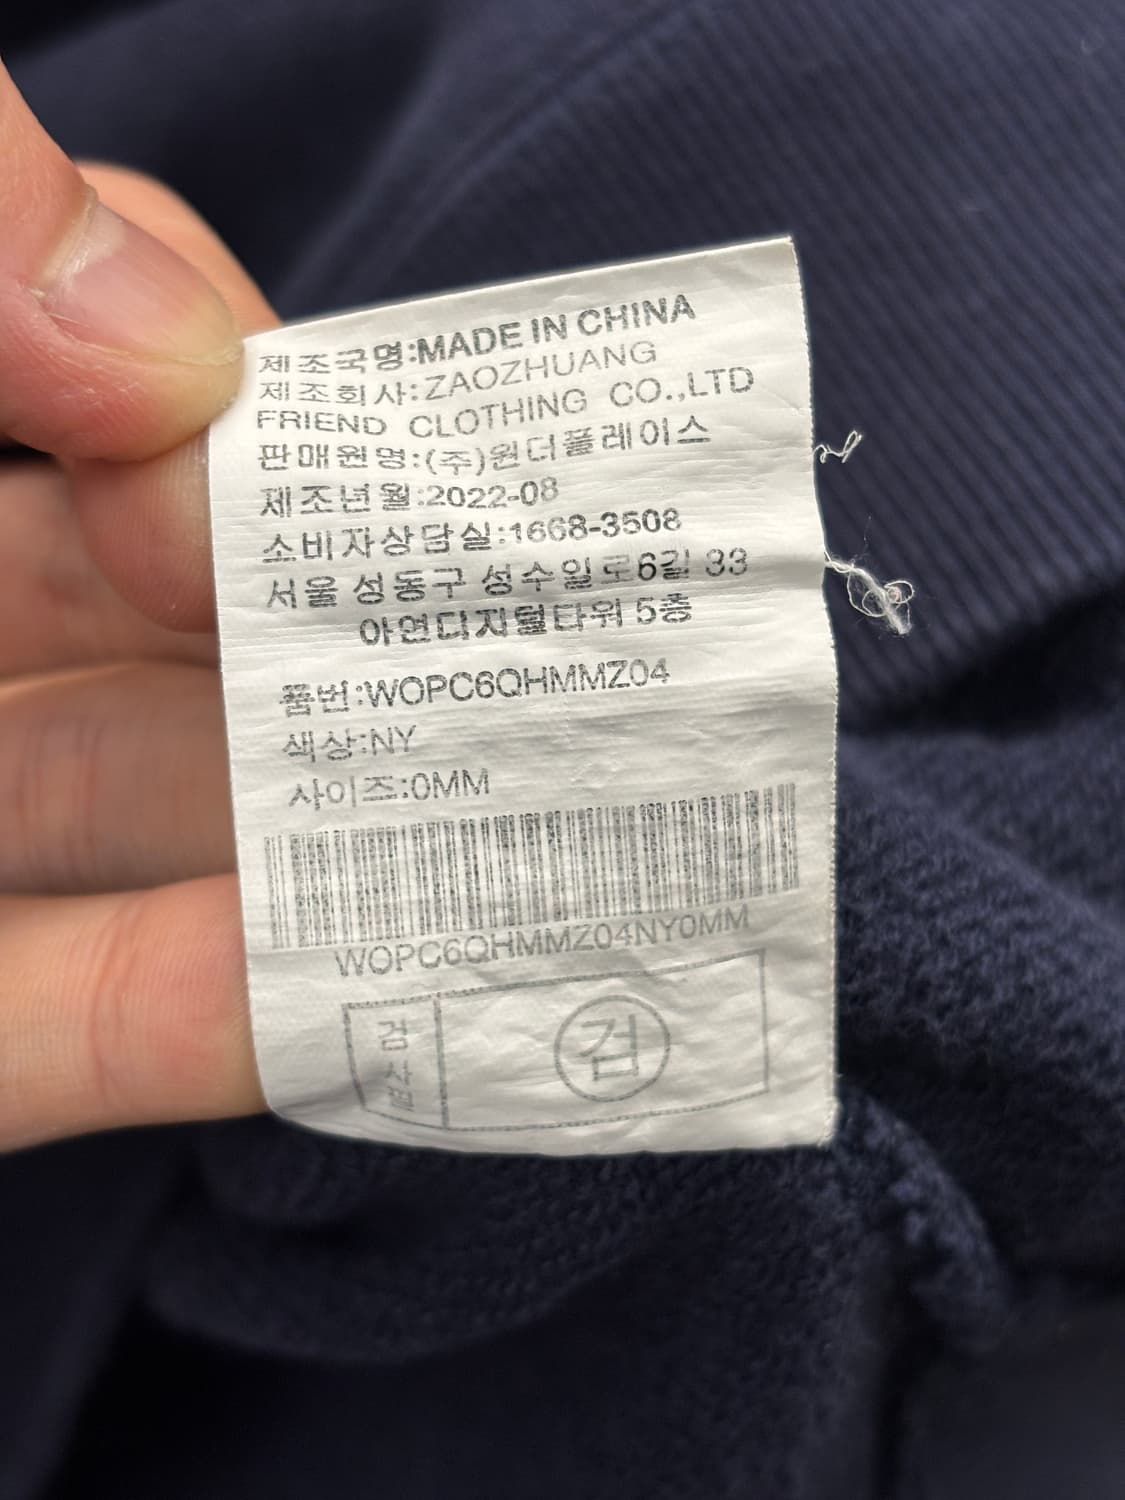 제조국명:MADE IN CHINA
제조회사:ZAOZHUANG
FRIEND CLOTHING CO.,LTD
판매원명:(주)원더플레이스
제조년월:2022-08
소비자상담실:1668-3508
서울 성동구 성수일로6길 33
아연디지털타워 5층
품번:WOPC6QHMMZ04
색상:NY
사이즈:0MM
WOPC6QHMMZ04NY0MM
검사필
검